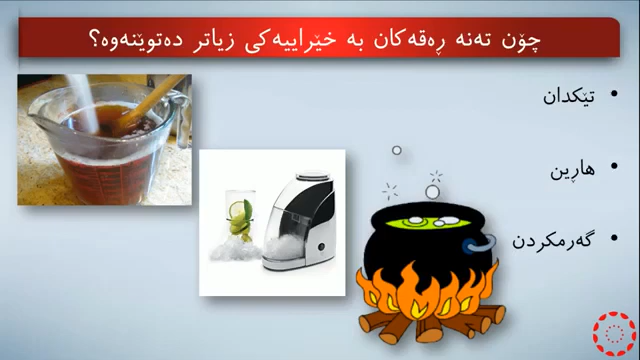 چۆن تەنە ڕەقەکان بە خێراییەکی زیاتر دەتوێنەوە؟
• تێکدان
• هاڕین
• گەرمکردن